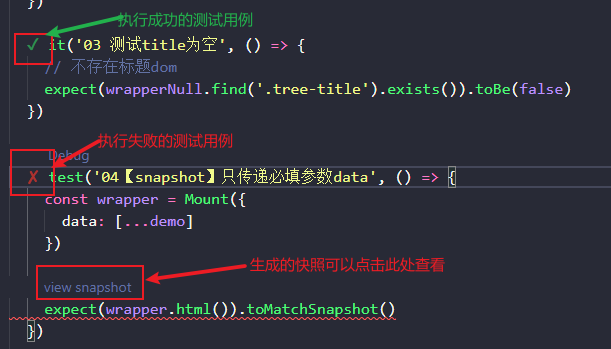 })
执行成功的测试用例
✓ it('03 测试title为空', () => {
// 不存在标题dom
expect(wrapperNull.find('.tree-title').exists()).toBe(false)
})
执行失败的测试用例
Debug
✗ test('04【snapshot】只传递必填参数data', () => {
const wrapper = Mount({
data: [...demo]
})
生成的快照可以点击此处查看
view snapshot
expect(wrapper.html()).toMatchSnapshot()
})